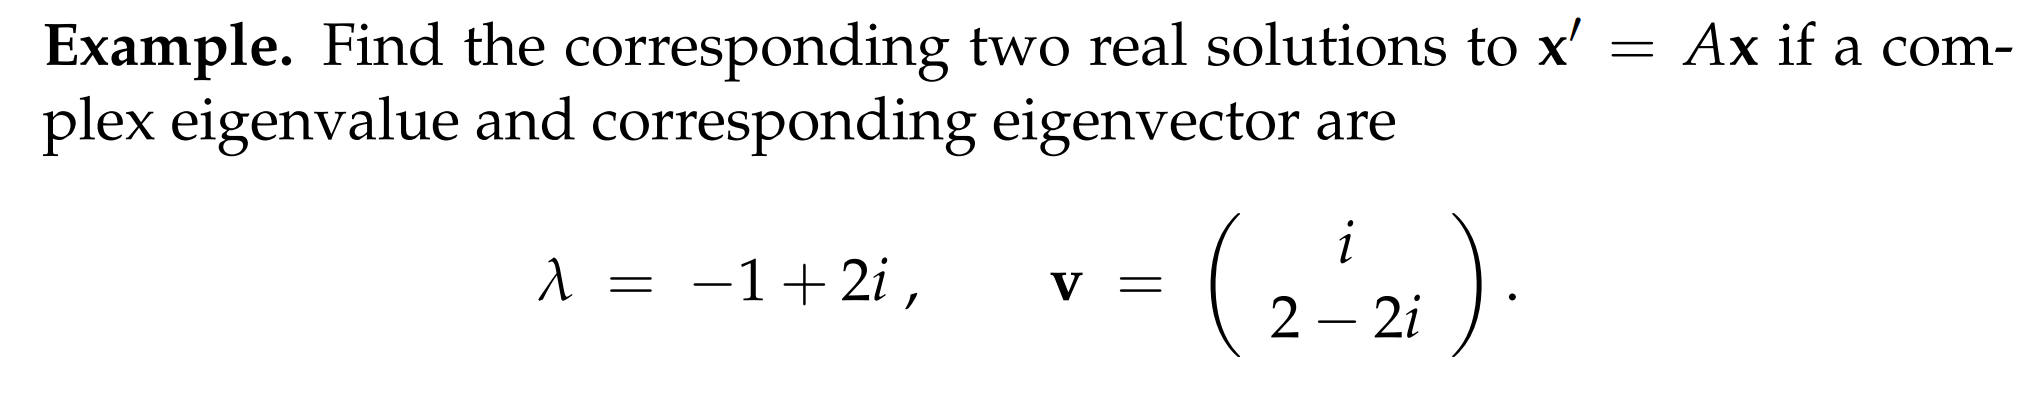 Example. Find the corresponding two real solutions to x′ = Ax if a com-
plex eigenvalue and corresponding eigenvector are
λ = −1 + 2i , v = ( i
2 − 2i ) .